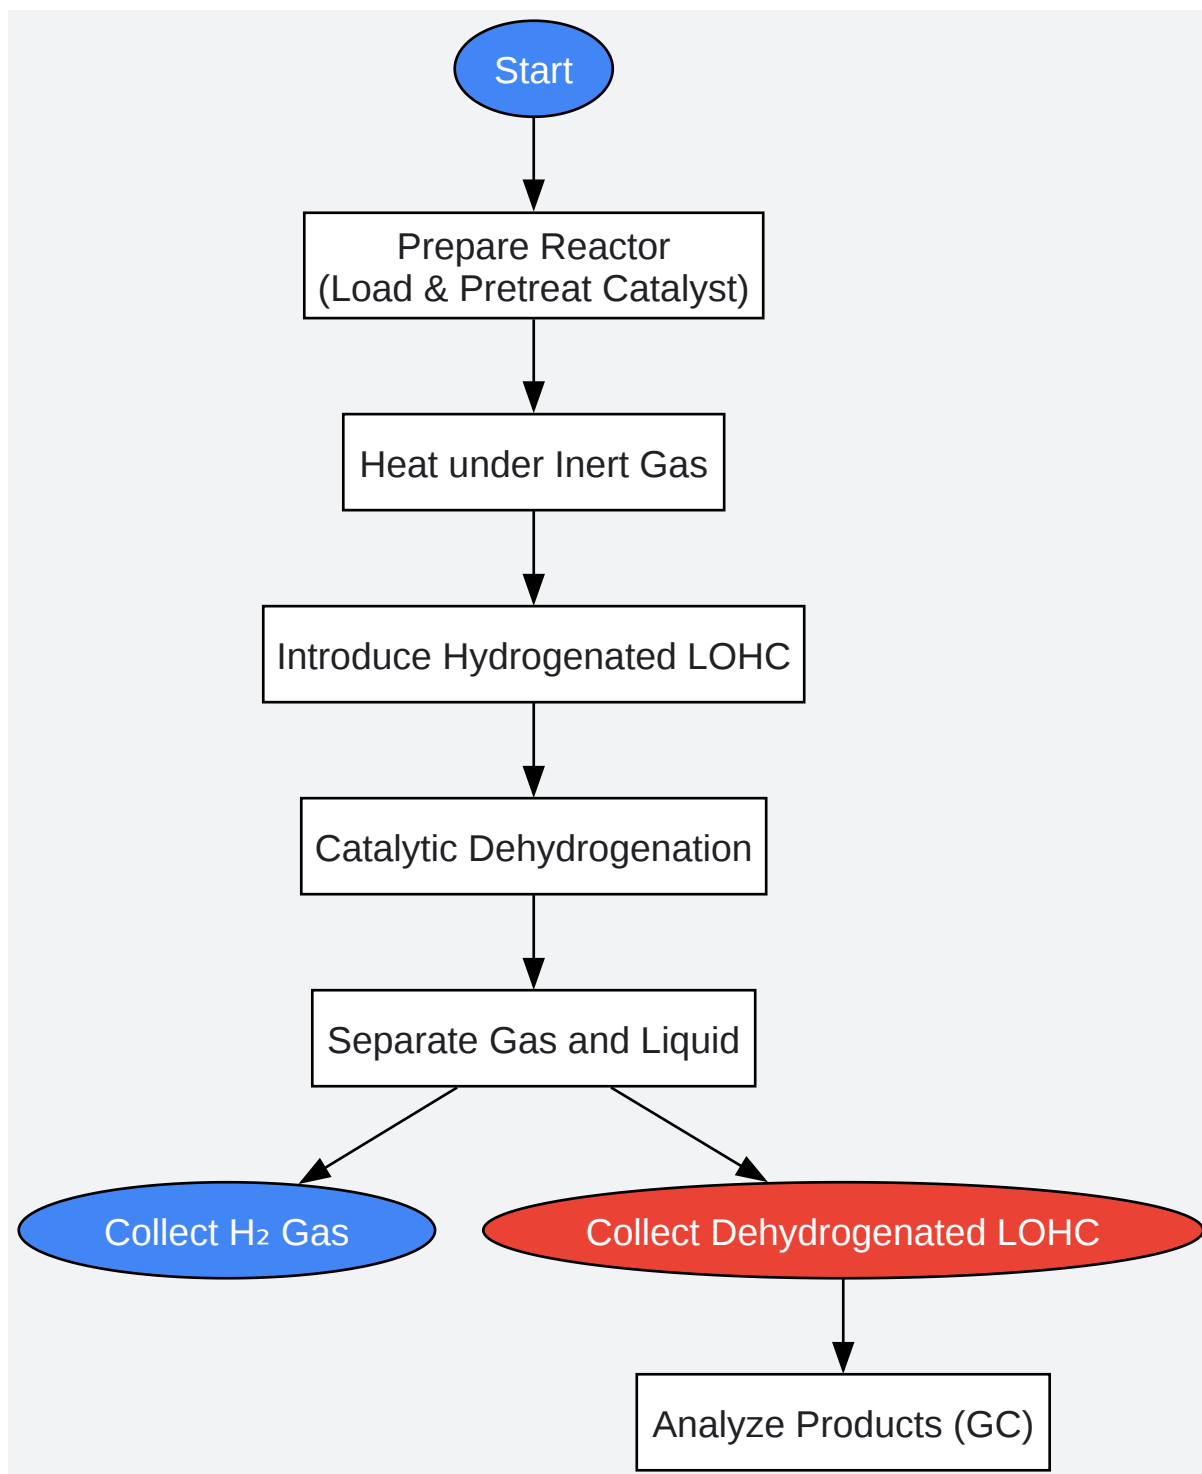 Start
Prepare Reactor
(Load & Pretreat Catalyst)
Heat under Inert Gas
Introduce Hydrogenated LOHC
Catalytic Dehydrogenation
Separate Gas and Liquid
Collect H₂ Gas
Collect Dehydrogenated LOHC
Analyze Products (GC)